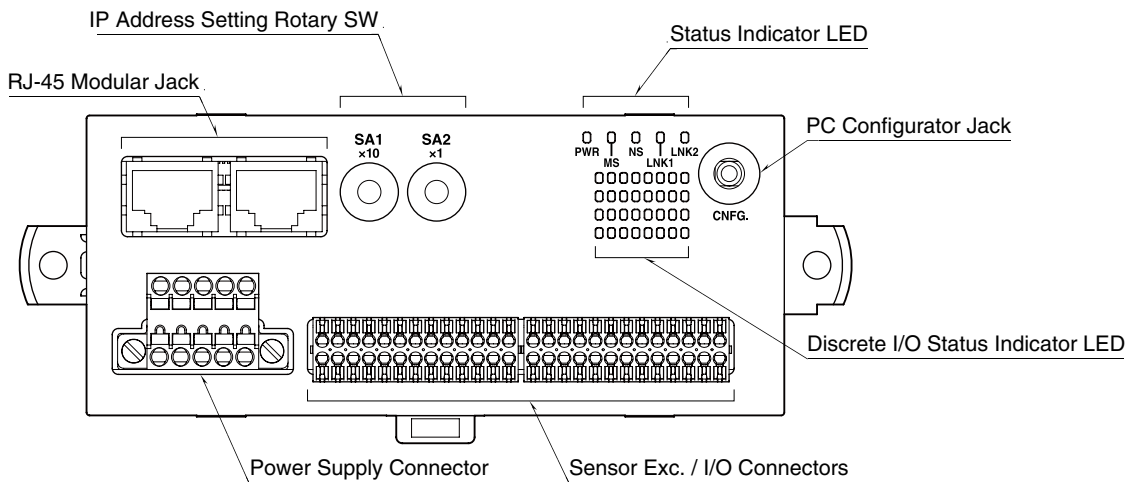 IP Address Setting Rotary SW
Status Indicator LED
RJ-45 Modular Jack
PC Configurator Jack
SA1
×10
SA2
×1
PWR
MS
NS
LNK1
LNK2
CNFG.
Discrete I/O Status Indicator LED
Power Supply Connector
Sensor Exc. / I/O Connectors